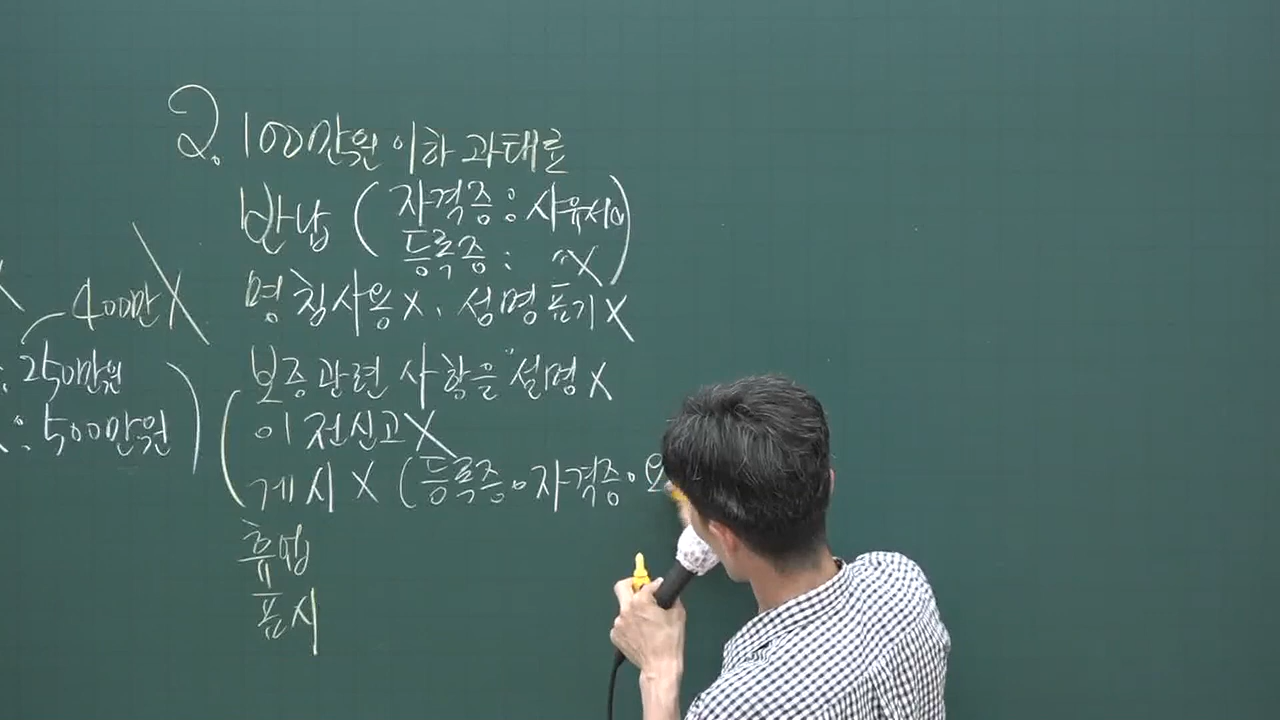 2. 100만원 이하 과태료
반납 ( 자격증 : 사유서o )
등록증 : 〃 X
명칭사용 X. 성명표기 X
400만 X
: 250만원
보증관련 사항을 설명 X
: 500만원
이전신고 X
게시 X ( 등록증 · 자격증 ·
휴업
표시